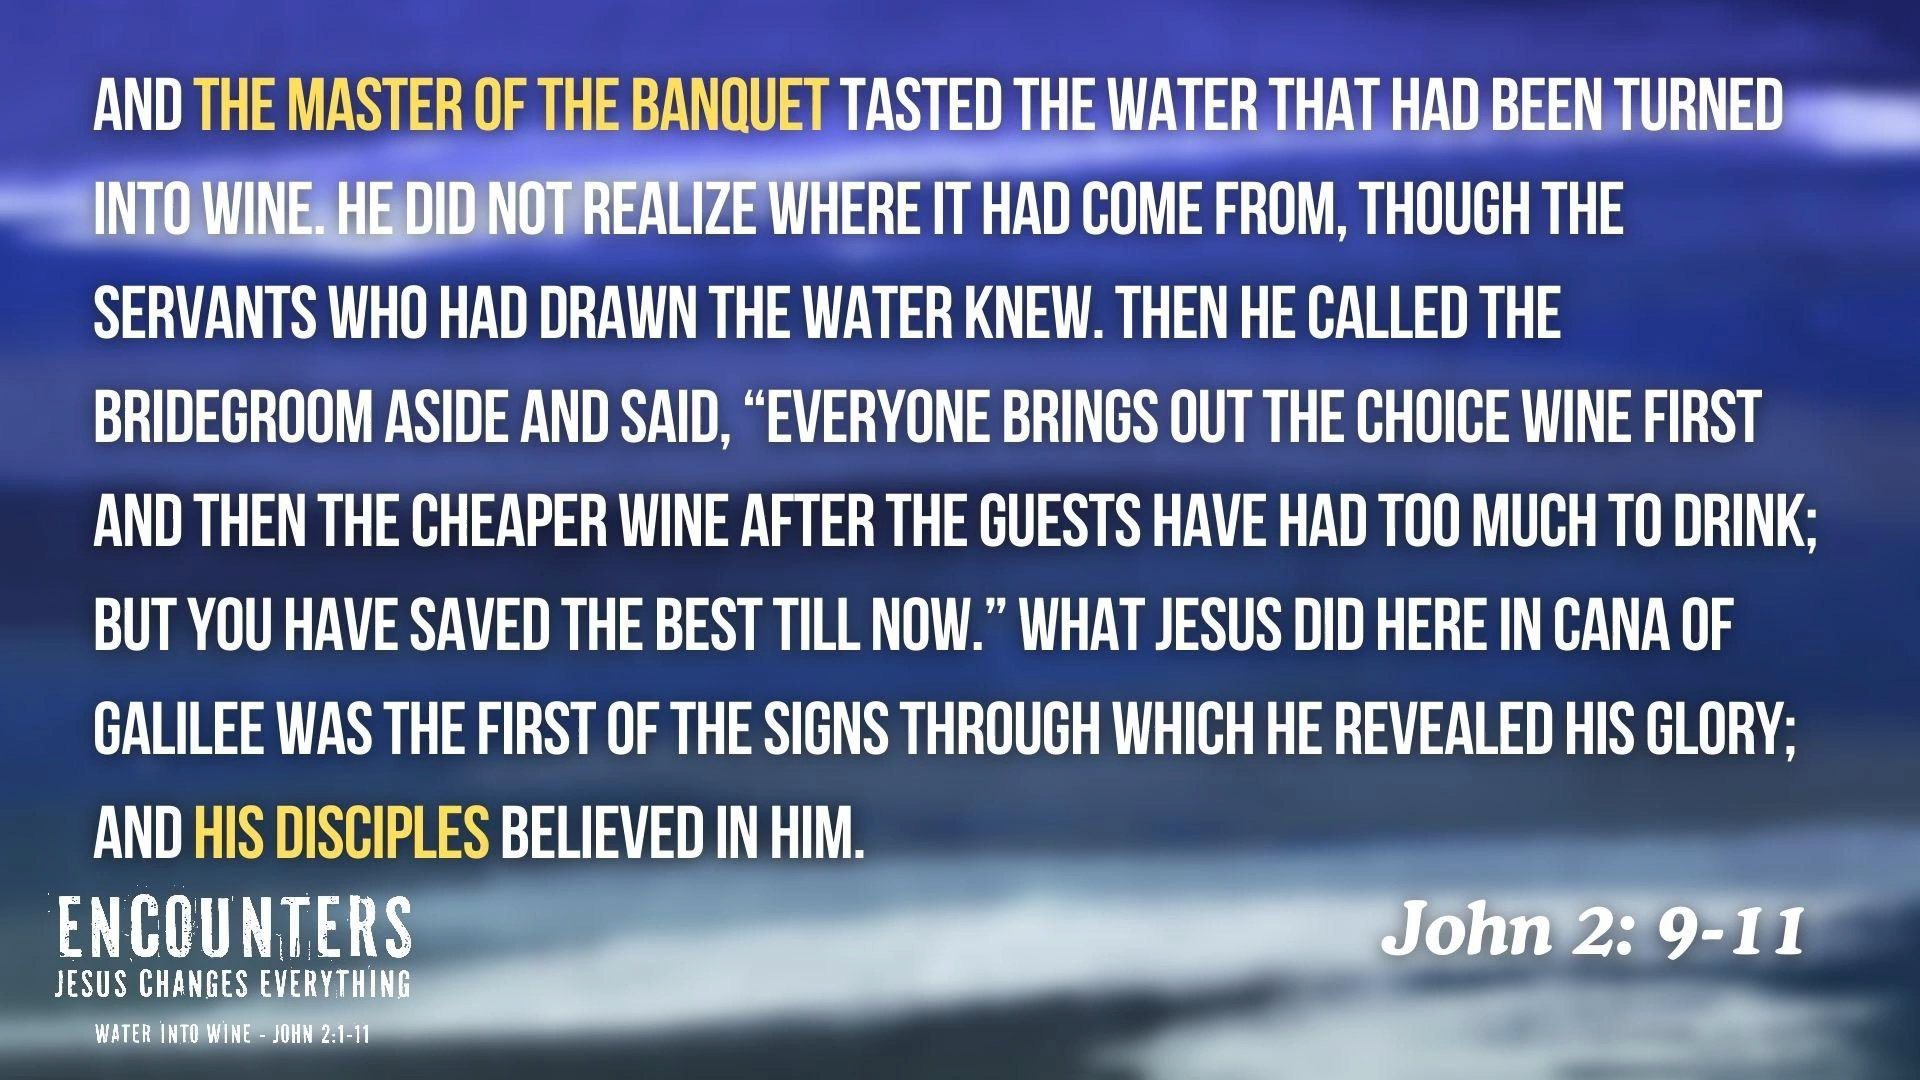 AND THE MASTER OF THE BANQUET TASTED THE WATER THAT HAD BEEN TURNED
INTO WINE. HE DID NOT REALIZE WHERE IT HAD COME FROM, THOUGH THE
SERVANTS WHO HAD DRAWN THE WATER KNEW. THEN HE CALLED THE
BRIDEGROOM ASIDE AND SAID, “EVERYONE BRINGS OUT THE CHOICE WINE FIRST
AND THEN THE CHEAPER WINE AFTER THE GUESTS HAVE HAD TOO MUCH TO DRINK;
BUT YOU HAVE SAVED THE BEST TILL NOW.” WHAT JESUS DID HERE IN CANA OF
GALILEE WAS THE FIRST OF THE SIGNS THROUGH WHICH HE REVEALED HIS GLORY;
AND HIS DISCIPLES BELIEVED IN HIM.
John 2: 9-11
ENCOUNTERS
JESUS CHANGES EVERYTHING
WATER INTO WINE - JOHN 2:1-11